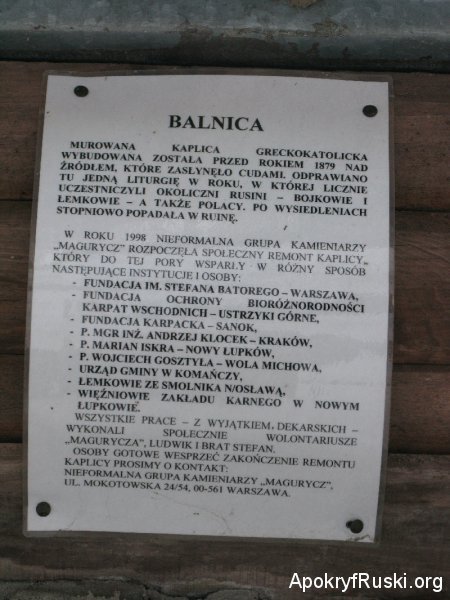 BALNICA
MUROWANA KAPLICA GRECKOKATOLICKA
WYBUDOWANA ZOSTAŁA PRZED ROKIEM 1879 NAD
ŹRÓDŁEM, KTÓRE ZASŁYNĘŁO CUDAMI. ODPRAWIANO
TU JEDNĄ LITURGIĘ W ROKU, W KTÓREJ LICZNIE
UCZESTNICZYLI OKOLICZNI RUSINI – BOJKOWIE I
ŁEMKOWIE – A TAKŻE POLACY. PO WYSIEDLENIACH
STOPNIOWO POPADAŁA W RUINĘ.
W ROKU 1998 NIEFORMALNA GRUPA KAMIENIARZY
„MAGURYCZ" ROZPOCZĘŁA SPOŁECZNY REMONT KAPLICY,
KTÓRY DO TEJ PORY WSPARŁY W RÓŻNY SPOSÓB
NASTĘPUJĄCE INSTYTUCJE I OSOBY:
- FUNDACJA IM. STEFANA BATOREGO – WARSZAWA,
- FUNDACJA OCHRONY BIORÓŻNORODNOŚCI
KARPAT WSCHODNICH – USTRZYKI GÓRNE,
- FUNDACJA KARPACKA – SANOK,
- P. MGR INŻ. ANDRZEJ KLOCEK – KRAKÓW,
- P. MARIAN ISKRA – NOWY ŁUPKÓW,
- P. WOJCIECH GOSZTYŁA – WOLA MICHOWA,
- URZĄD GMINY W KOMAŃCZY,
- ŁEMKOWIE ZE SMOLNIKA N/OSŁAWĄ,
- WIĘŹNIOWIE ZAKŁADU KARNEGO W NOWYM
ŁUPKOWIE.
WSZYSTKIE PRACE – Z WYJĄTKIEM DEKARSKICH –
WYKONALI SPOŁECZNIE WOLONTARIUSZE
„MAGURYCZA", LUDWIK I BRAT STEFAN.
OSOBY GOTOWE WESPRZEĆ ZAKOŃCZENIE REMONTU
KAPLICY PROSIMY O KONTAKT:
NIEFORMALNA GRUPA KAMIENIARZY „MAGURYCZ",
UL. MOKOTOWSKA 24/54, 00-561 WARSZAWA.
ApokryfRuski.org